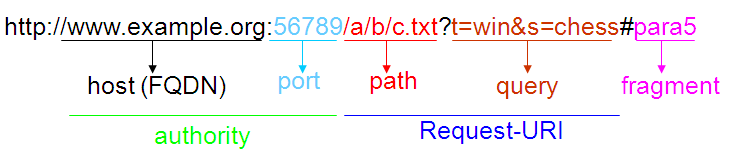 http://www.example.org:56789/a/b/c.txt?t=win&s=chess#para5
host (FQDN) port path query fragment
authority Request-URI